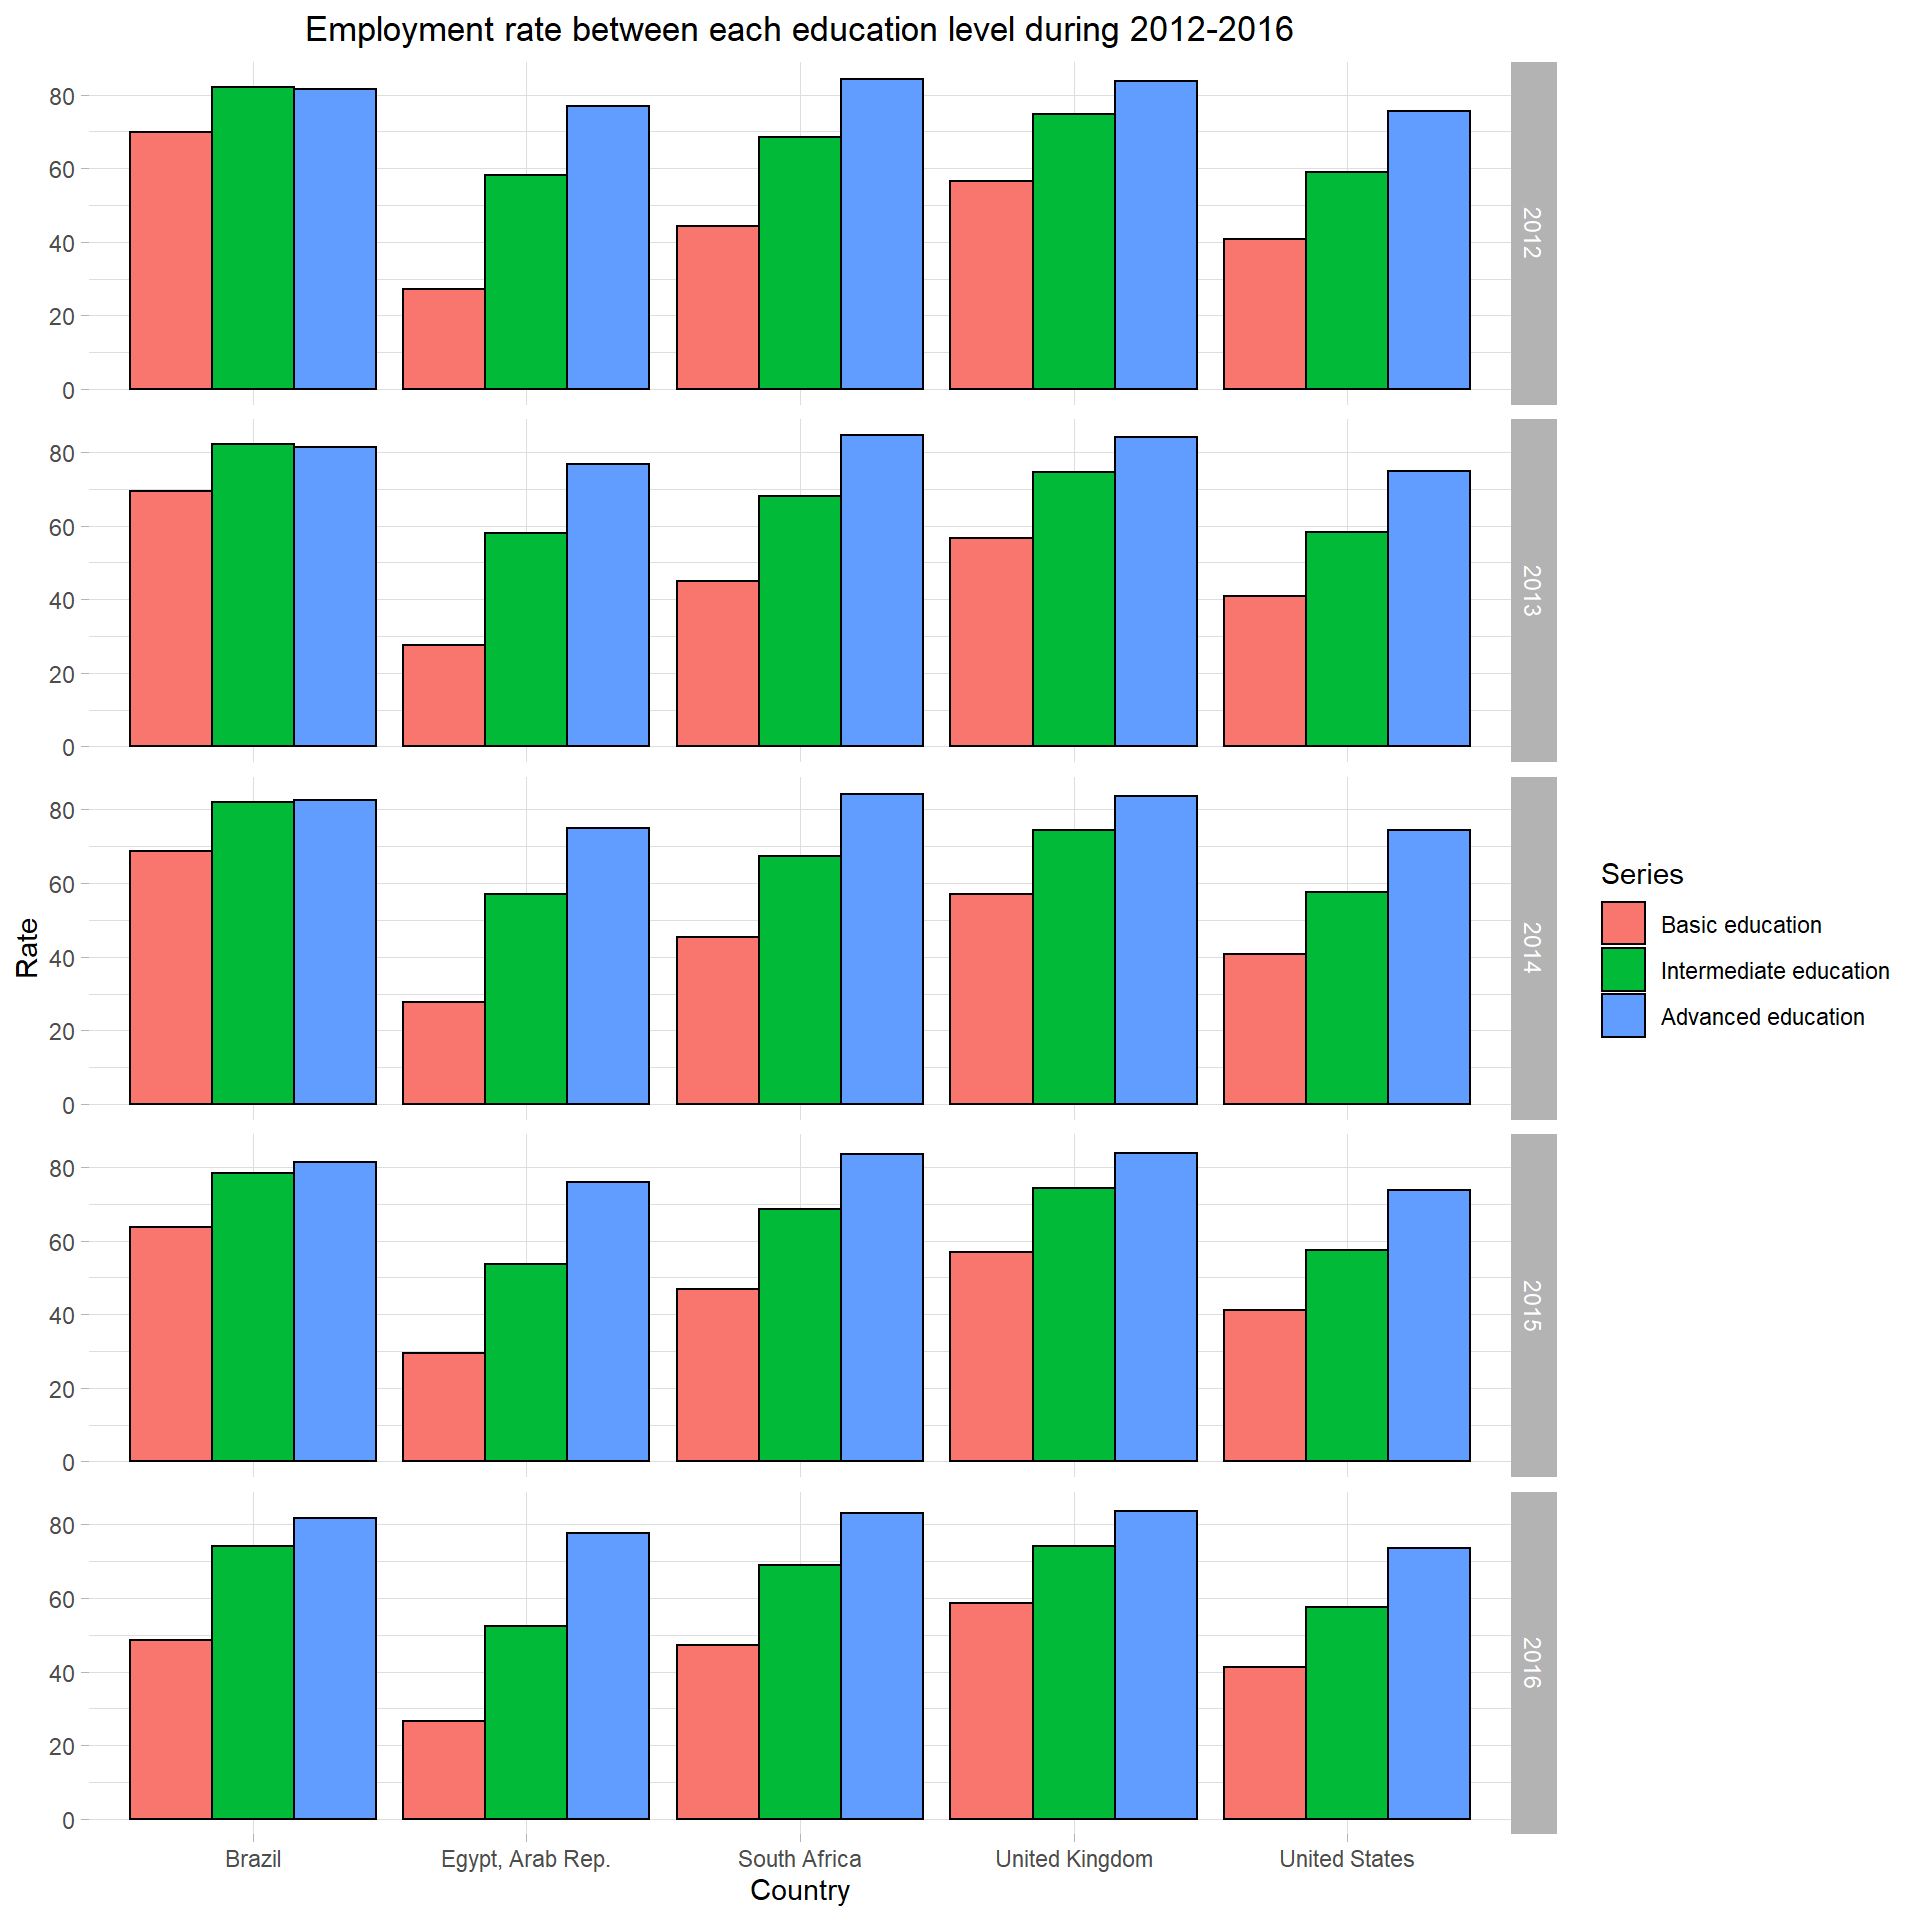 Employment rate between each education level during 2012-2016
80
60
40
20
0
2012
80
60
40
20
0
2013
80
60
40
20
0
2014
80
60
40
20
0
2015
80
60
40
20
0
2016
Rate
Brazil
Egypt, Arab Rep.
South Africa
United Kingdom
United States
Country
Series
Basic education
Intermediate education
Advanced education